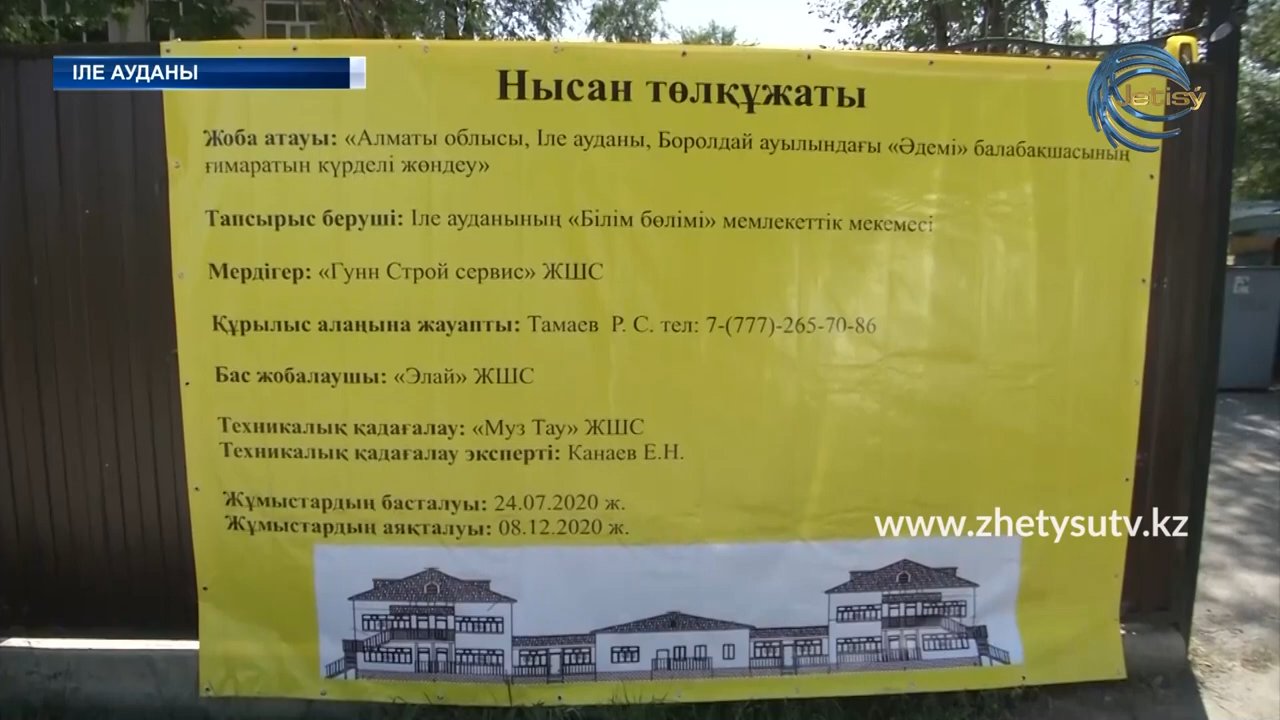 ІЛЕ АУДАНЫ
Jetisý
Нысан төлқұжаты
Жоба атауы: «Алматы облысы, Іле ауданы, Боролдай ауылындағы «Әдемі» балабақшасының
ғимаратын күрделі жөндеу»
Тапсырыс беруші: Іле ауданының «Білім бөлімі» мемлекеттік мекемесі
Мердігер: «Гунн Строй сервис» ЖШС
Құрылыс алаңына жауапты: Тамаев Р. С. тел: 7-(777)-265-70-86
Бас жобалаушы: «Элай» ЖШС
Техникалық қадағалау: «Муз Тау» ЖШС
Техникалық қадағалау эксперті: Канаев Е.Н.
Жұмыстардың басталуы: 24.07.2020 ж.
Жұмыстардың аяқталуы: 08.12.2020 ж.
www.zhetysutv.kz